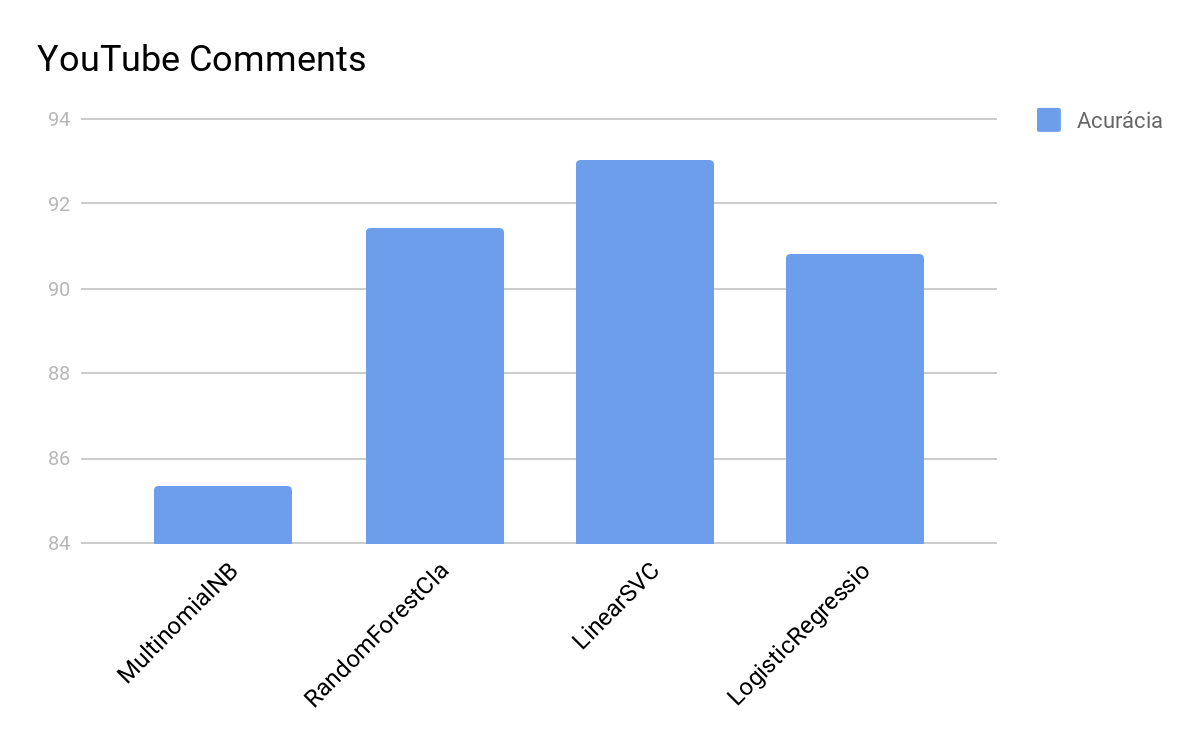 YouTube Comments
Acurácia
94
92
90
88
86
84
MultinomialNB
RandomForestCla
LinearSVC
LogisticRegressio